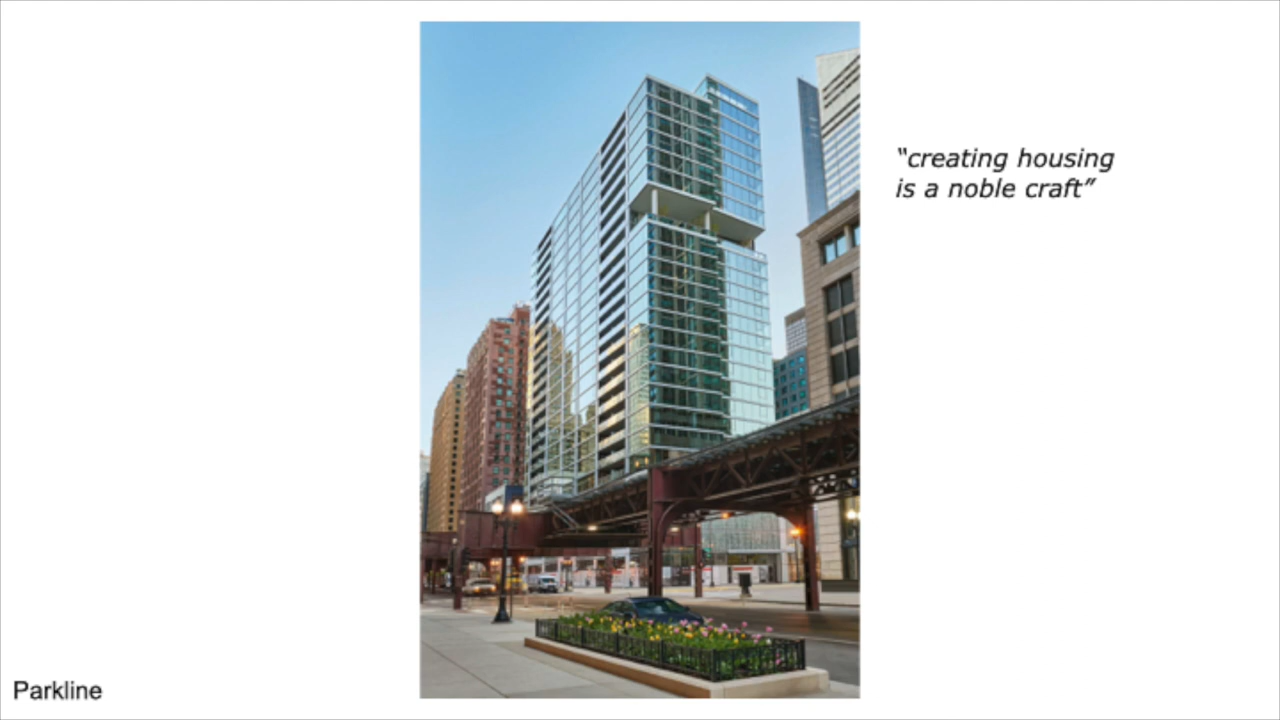 “creating housing
is a noble craft”
Parkline